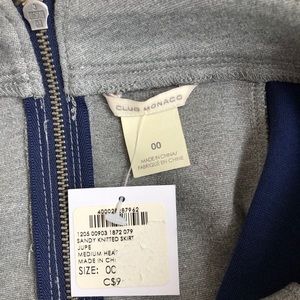 CLUB MONACO
00
MADE IN CHINA/
FABRIQUÉ EN CHINE
1205 00903 1872 079
SANDY KNITTED SKIRT
JUPE
MEDIUM HEA
MADE IN CH
SIZE: 00
C$9